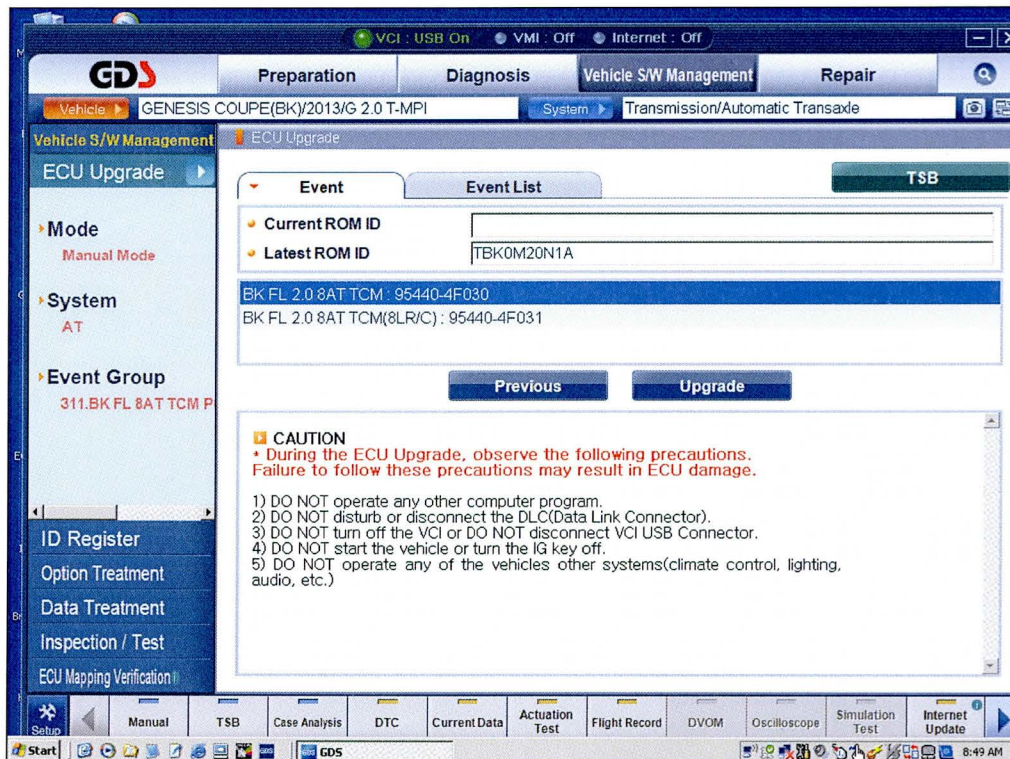 VCI : USB On VMI : Off Internet : Off
GDS Preparation Diagnosis Vehicle S/W Management Repair
Vehicle GENESIS COUPE(BK)/2013/G 2.0 T-MPI System Transmission/Automatic Transaxle
Vehicle S/W Management
ECU Upgrade
Mode
Manual Mode
System
AT
Event Group
311.BK FL 8AT TCM P
ID Register
Option Treatment
Data Treatment
Inspection / Test
ECU Mapping Verification
ECU Upgrade
Event Event List TSB
Current ROM ID
Latest ROM ID TBK0M20N1A
BK FL 2.0 8AT TCM : 95440-4F030
BK FL 2.0 8AT TCM(8LR/C) : 95440-4F031
Previous Upgrade
CAUTION
* During the ECU Upgrade, observe the following precautions.
Failure to follow these precautions may result in ECU damage.
1) DO NOT operate any other computer program.
2) DO NOT disturb or disconnect the DLC(Data Link Connector).
3) DO NOT turn off the VCI or DO NOT disconnect VCI USB Connector.
4) DO NOT start the vehicle or turn the IG key off.
5) DO NOT operate any of the vehicles other systems(climate control, lighting,
audio, etc.)
Setup Manual TSB Case Analysis DTC Current Data Actuation Test Flight Record DVOM Oscilloscope Simulation Test Internet Update
Start GDS 8:49 AM